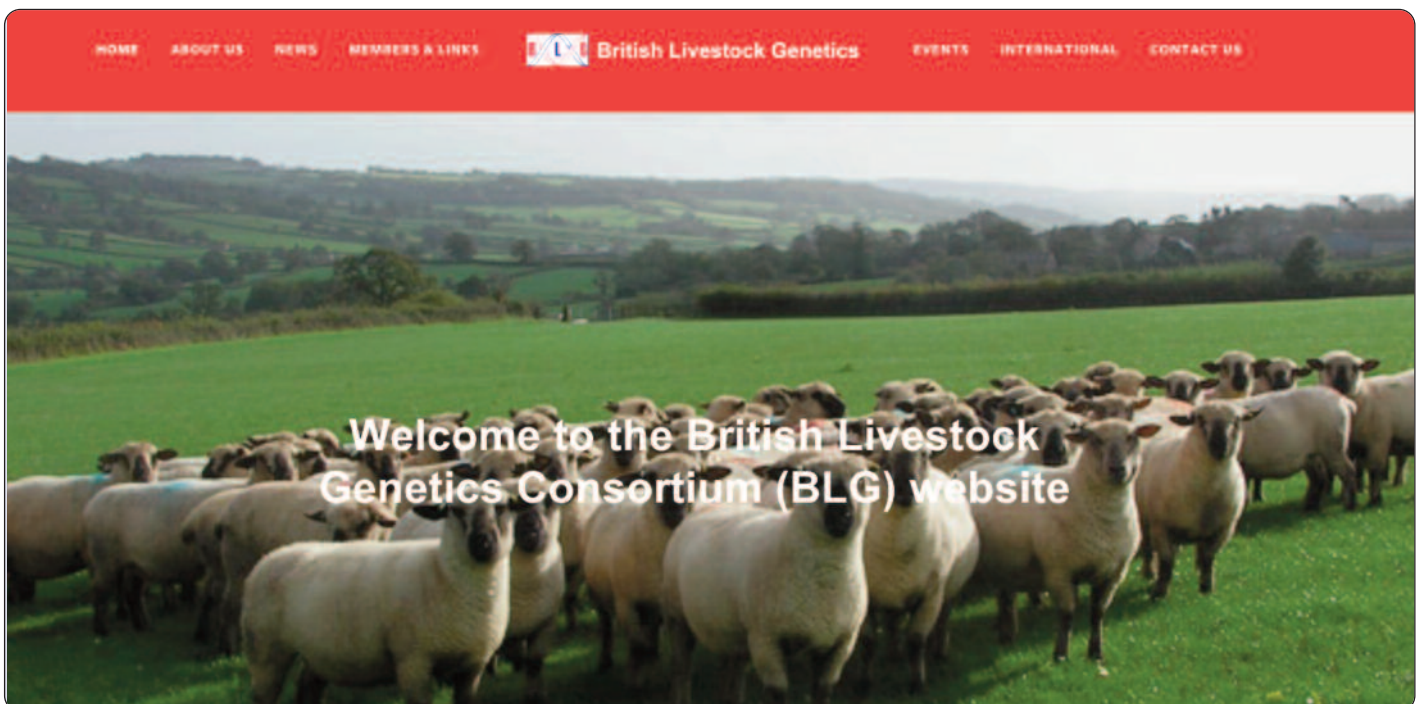 HOME ABOUT US NEWS MEMBERS & LINKS BLG British Livestock Genetics EVENTS INTERNATIONAL CONTACT US
Welcome to the British Livestock
Genetics Consortium (BLG) website